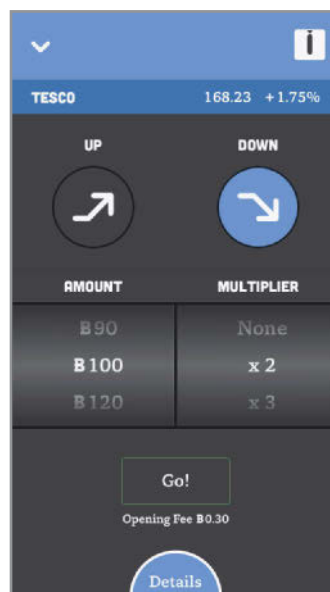 i
TESCO 168.23 +1.75%
UP DOWN
AMOUNT MULTIPLIER
B90 None
B100 x 2
B120 x 3
Go!
Opening Fee B0.30
Details